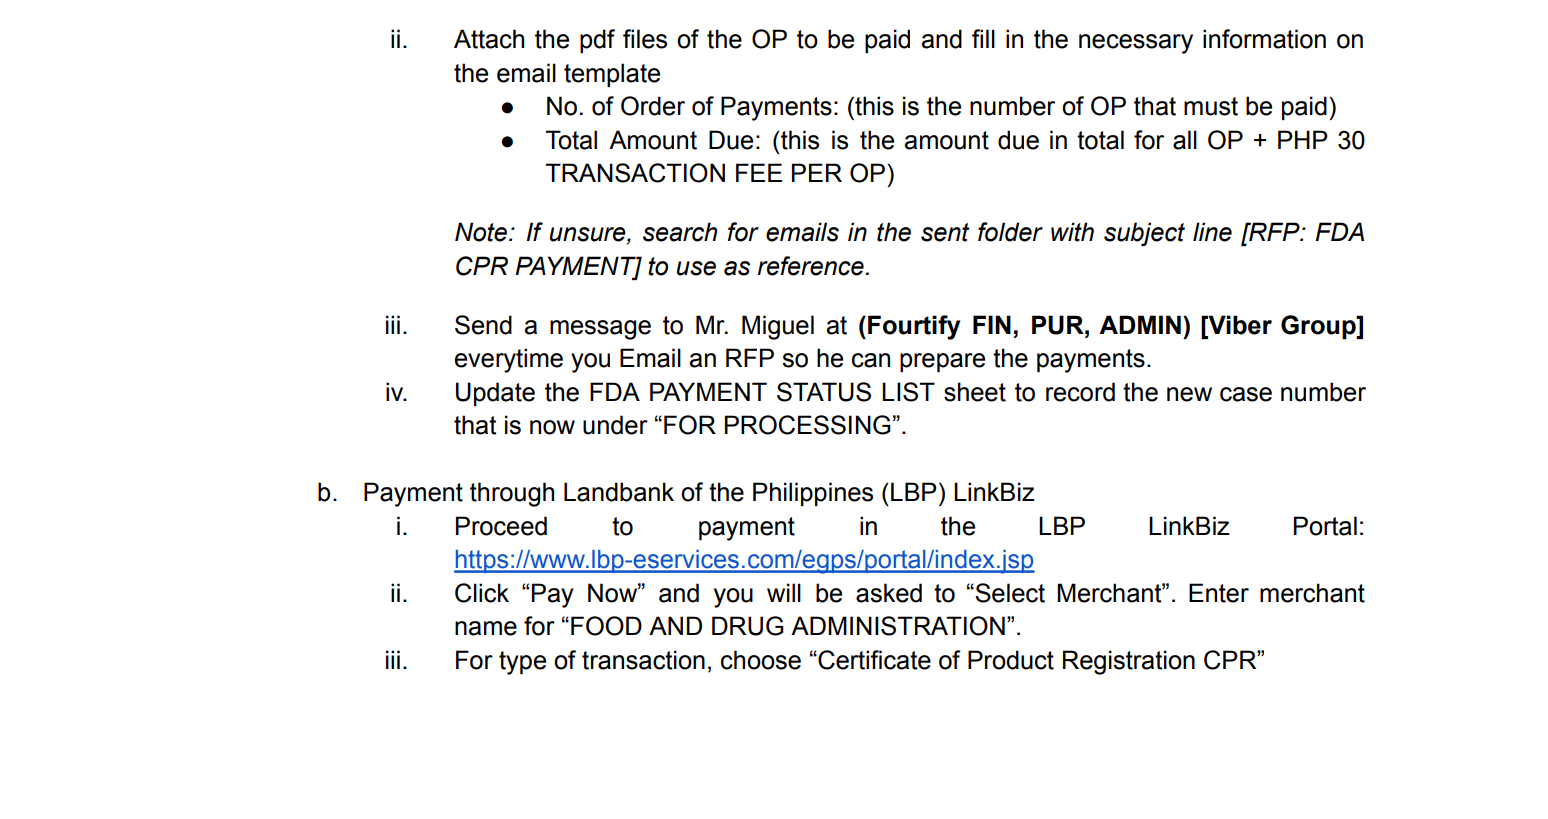 ii. Attach the pdf files of the OP to be paid and fill in the necessary information on
the email template
● No. of Order of Payments: (this is the number of OP that must be paid)
● Total Amount Due: (this is the amount due in total for all OP + PHP 30
TRANSACTION FEE PER OP)
Note: If unsure, search for emails in the sent folder with subject line [RFP: FDA
CPR PAYMENT] to use as reference.
iii. Send a message to Mr. Miguel at (Fourtify FIN, PUR, ADMIN) [Viber Group]
everytime you Email an RFP so he can prepare the payments.
iv. Update the FDA PAYMENT STATUS LIST sheet to record the new case number
that is now under “FOR PROCESSING”.
b. Payment through Landbank of the Philippines (LBP) LinkBiz
i. Proceed to payment in the LBP LinkBiz Portal:
https://www.lbp-eservices.com/egps/portal/index.jsp
ii. Click “Pay Now” and you will be asked to “Select Merchant”. Enter merchant
name for “FOOD AND DRUG ADMINISTRATION”.
iii. For type of transaction, choose “Certificate of Product Registration CPR”